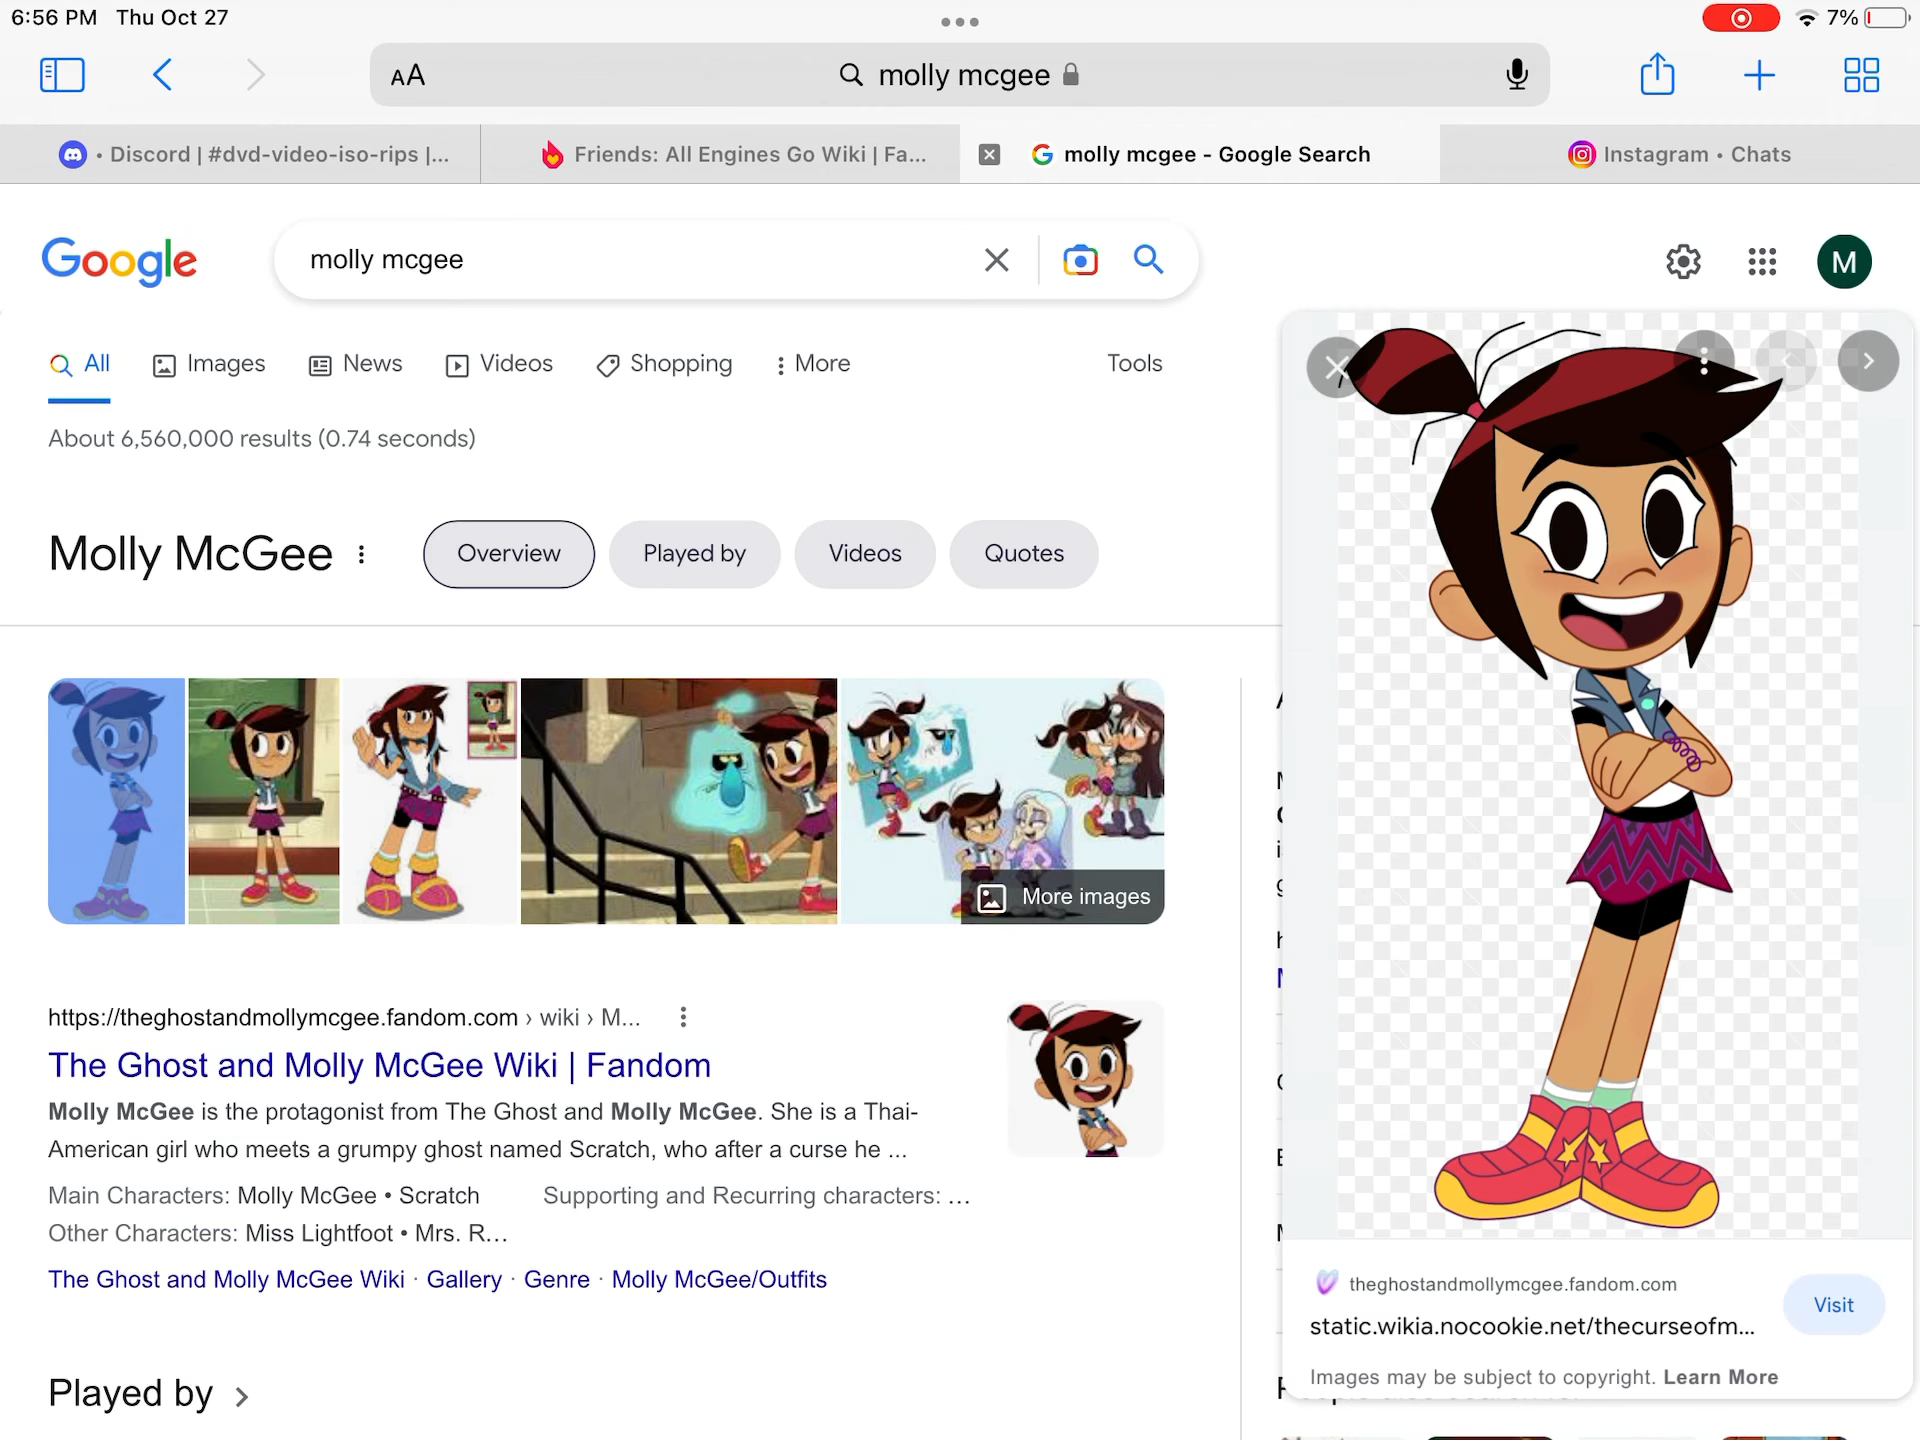 6:56 PM Thu Oct 27
7%
AA
molly mcgee
• Discord | #dvd-video-iso-rips |...
Friends: All Engines Go Wiki | Fa...
molly mcgee - Google Search
Instagram • Chats
Google
molly mcgee
M
All
Images
News
Videos
Shopping
More
Tools
About 6,560,000 results (0.74 seconds)
Molly McGee
Overview
Played by
Videos
Quotes
More images
https://theghostandmollymcgee.fandom.com › wiki › M...
The Ghost and Molly McGee Wiki | Fandom
Molly McGee is the protagonist from The Ghost and Molly McGee. She is a Thai-
American girl who meets a grumpy ghost named Scratch, who after a curse he ...
Main Characters: Molly McGee • Scratch
Supporting and Recurring characters: ...
Other Characters: Miss Lightfoot • Mrs. R...
The Ghost and Molly McGee Wiki · Gallery · Genre · Molly McGee/Outfits
Played by
theghostandmollymcgee.fandom.com
static.wikia.nocookie.net/thecurseofm...
Visit
Images may be subject to copyright. Learn More